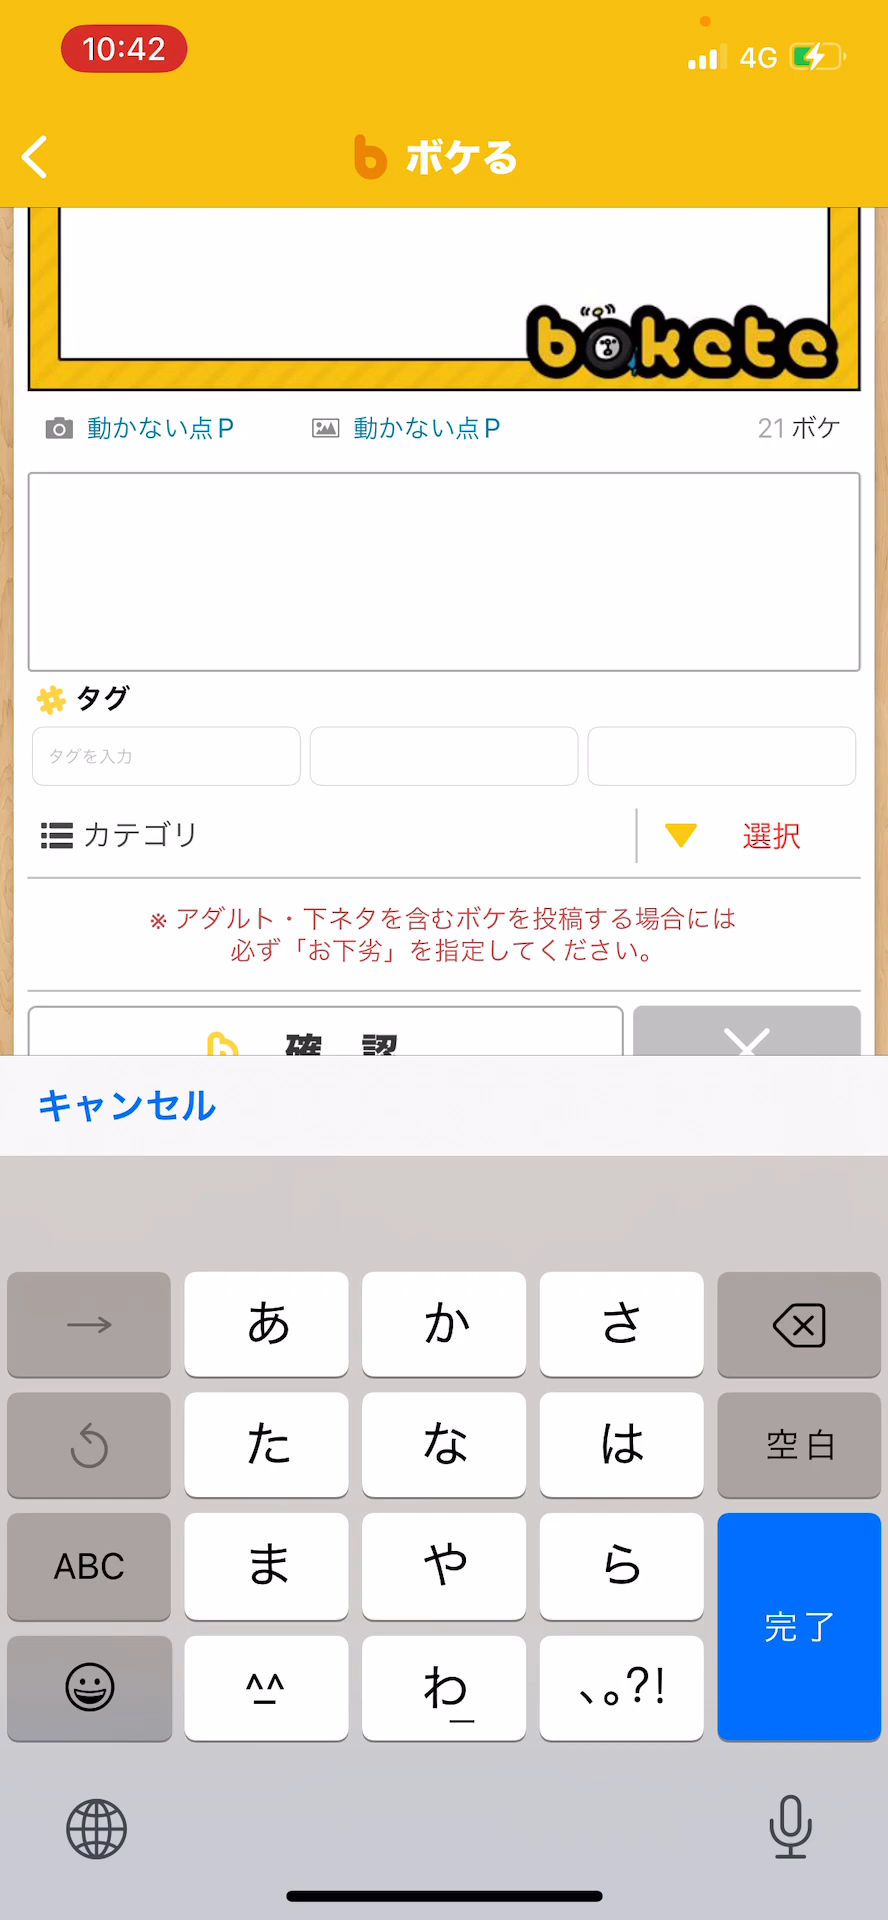 10:42
4G
b ボケる
bokete
動かない点P
動かない点P
21 ボケ
タグ
タグを入力
カテゴリ
選択
※ アダルト・下ネタを含むボケを投稿する場合には
必ず「お下劣」を指定してください。
確 認
キャンセル
→ あ か さ
た な は 空白
ABC ま や ら
完了
^_^ わ_ 、。?!